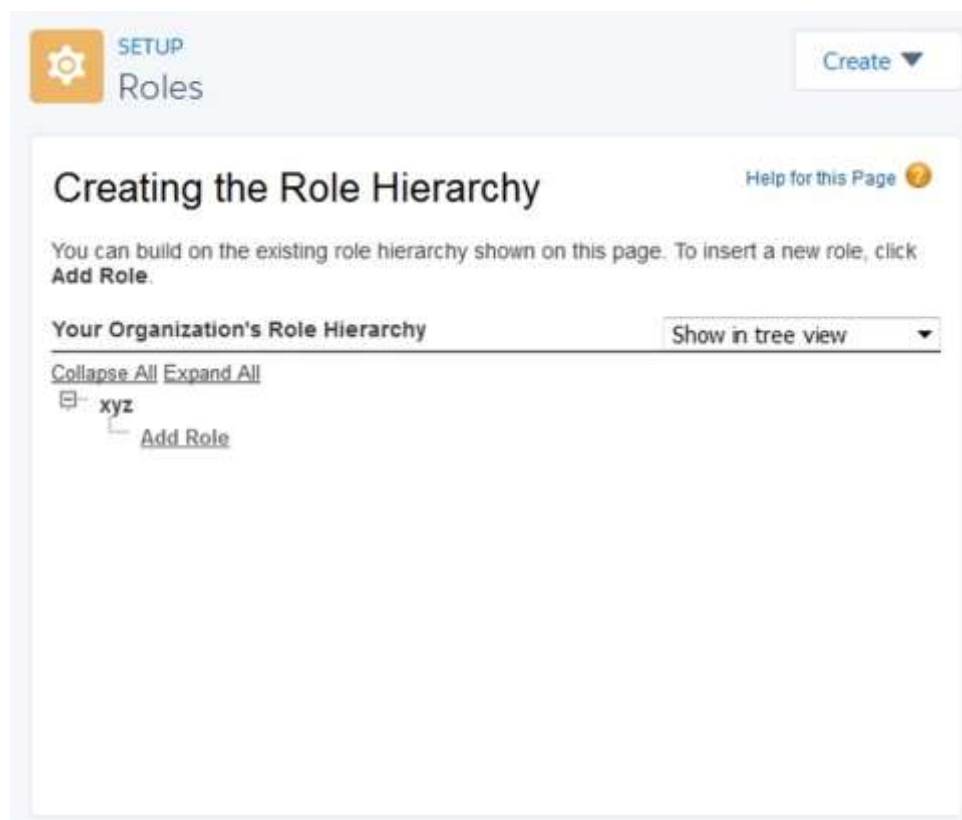 SETUP
Roles
Create
Creating the Role Hierarchy
Help for this Page
You can build on the existing role hierarchy shown on this page. To insert a new role, click
Add Role.
Your Organization's Role Hierarchy
Show in tree view
Collapse All Expand All
xyz
Add Role